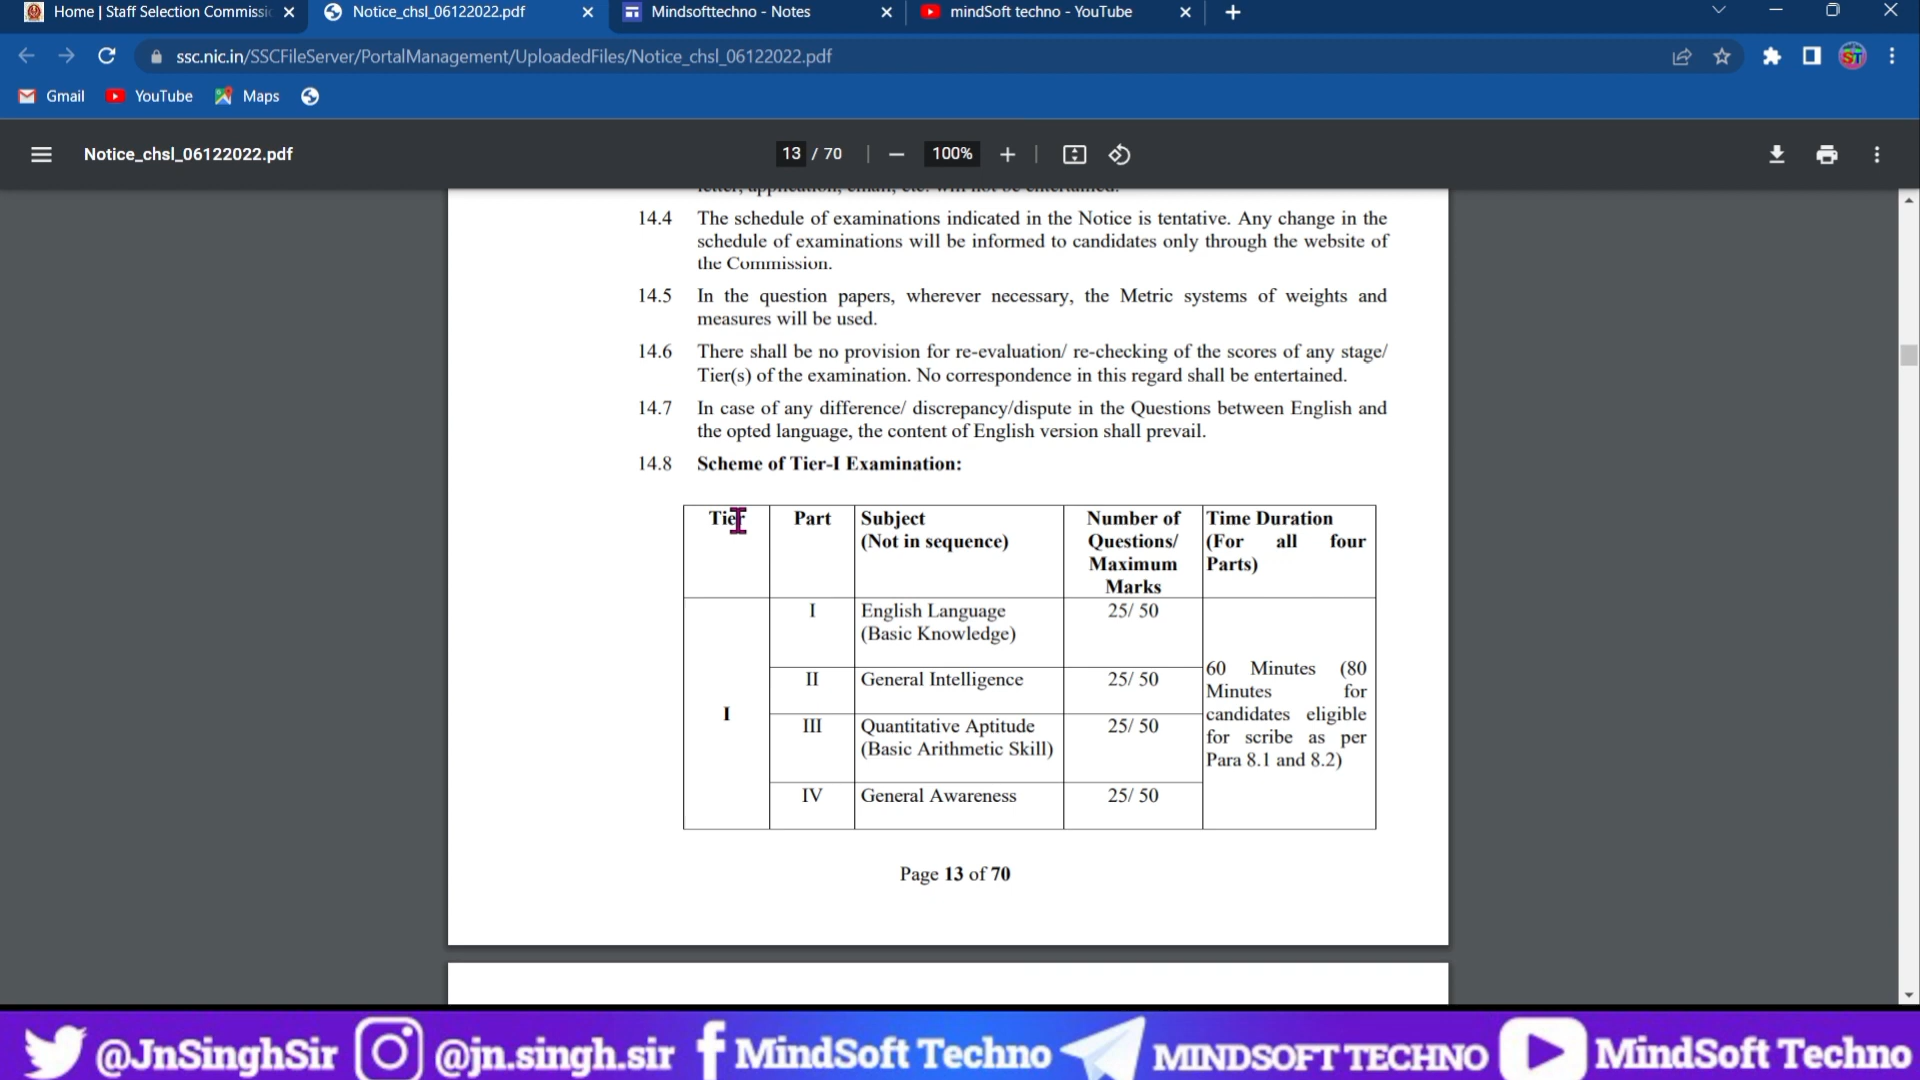 Home | Staff Selection Commissi
Notice_chsl_06122022.pdf
Mindsofttechno - Notes
mindSoft techno - YouTube
ssc.nic.in/SSCFileServer/PortalManagement/UploadedFiles/Notice_chsl_06122022.pdf
ST
Gmail
YouTube
Maps
Notice_chsl_06122022.pdf
13 / 70
100%
letter, application, email, etc. will not be entertained.
14.4 The schedule of examinations indicated in the Notice is tentative. Any change in the
schedule of examinations will be informed to candidates only through the website of
the Commission.
14.5 In the question papers, wherever necessary, the Metric systems of weights and
measures will be used.
14.6 There shall be no provision for re-evaluation/ re-checking of the scores of any stage/
Tier(s) of the examination. No correspondence in this regard shall be entertained.
14.7 In case of any difference/ discrepancy/dispute in the Questions between English and
the opted language, the content of English version shall prevail.
14.8 Scheme of Tier-I Examination:
Tier
Part
Subject
(Not in sequence)
Number of
Questions/
Maximum
Marks
Time Duration
(For all four
Parts)
I
I
English Language
(Basic Knowledge)
25/ 50
II
General Intelligence
25/ 50
III
Quantitative Aptitude
(Basic Arithmetic Skill)
25/ 50
IV
General Awareness
25/ 50
60 Minutes (80
Minutes for
candidates eligible
for scribe as per
Para 8.1 and 8.2)
Page 13 of 70
@JnSinghSir
@jn.singh.sir
MindSoft Techno
MINDSOFT TECHNO
MindSoft Techno